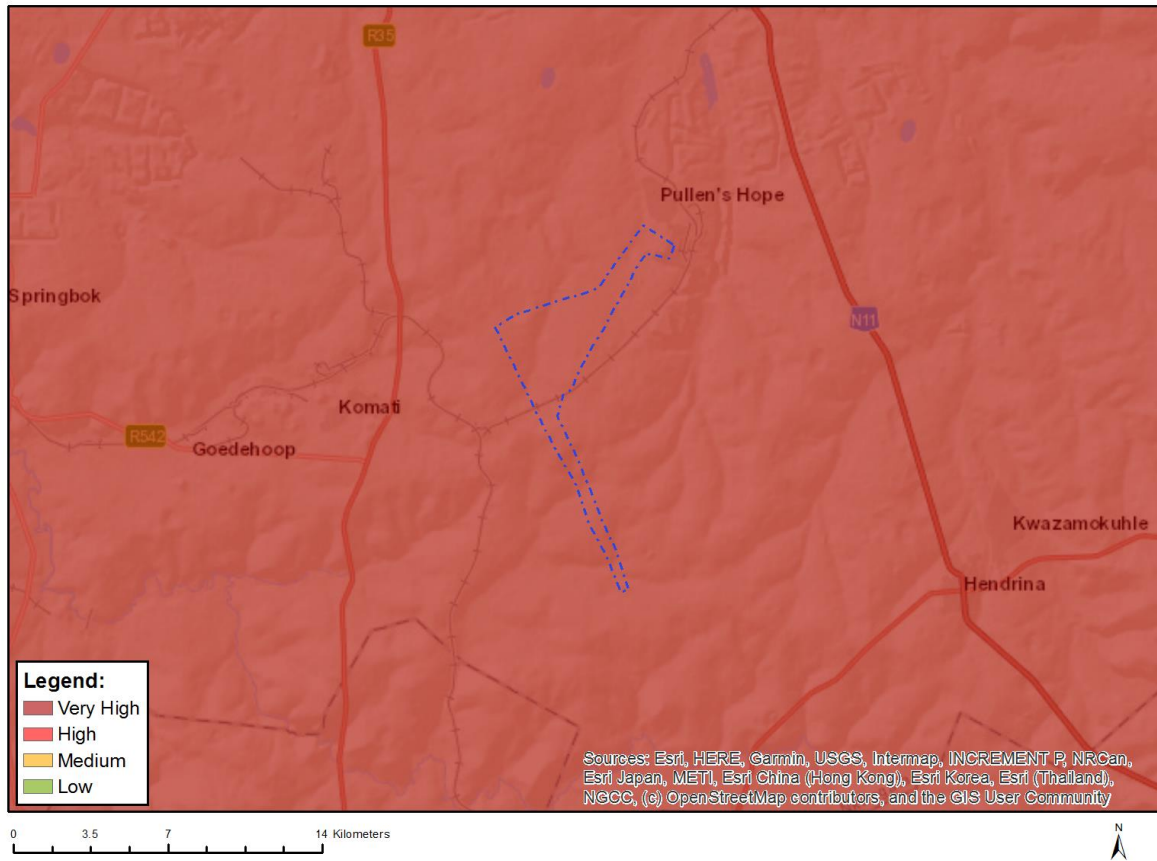 R35
Pullen's Hope
Springbok
N11
Komati
R542
Goedehoop
Kwazamokuhle
Hendrina
Legend:
Very High
High
Medium
Low
Sources: Esri, HERE, Garmin, USGS, Intermap, INCREMENT P, NRCan,
Esri Japan, METI, Esri China (Hong Kong), Esri Korea, Esri (Thailand),
NGCC, (c) OpenStreetMap contributors, and the GIS User Community
0 3.5 7 14 Kilometers
N